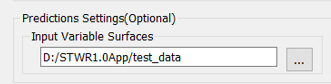 Predictions Settings(Optional)
Input Variable Surfaces
D:/STWR1.0App/test_data
...